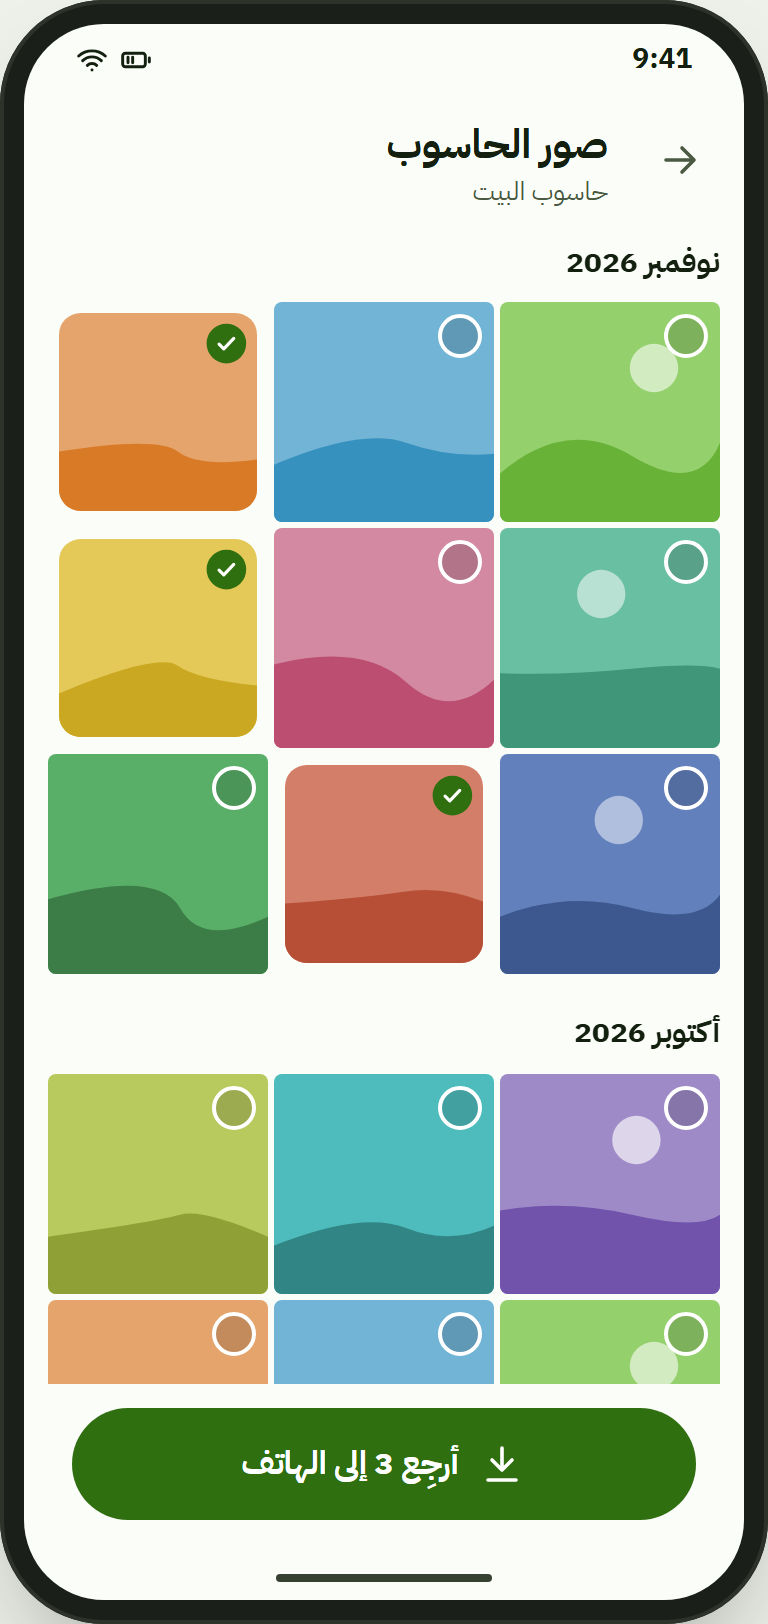 9:41
صور الحاسوب
حاسوب البيت
نوفمبر 2026
أكتوبر 2026
أرجِع 3 إلى الهاتف